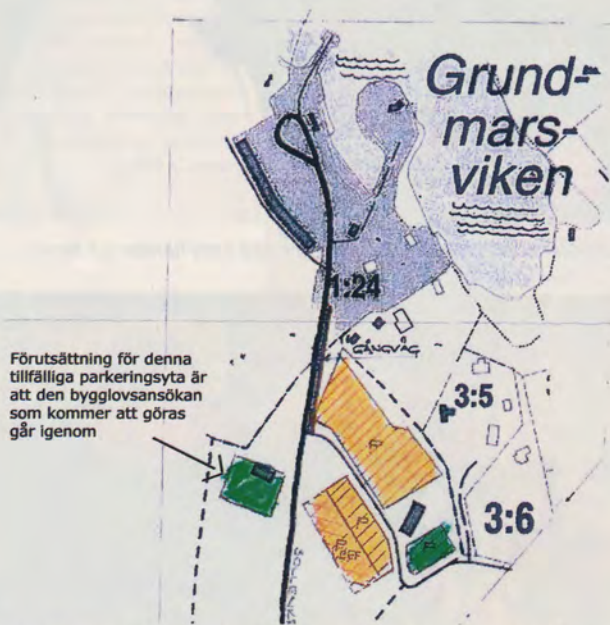 Grund-
mars-
viken
1:24
GÅNGVÄG
Förutsättning för denna
tillfälliga parkeringsyta är
att den bygglovsansökan
som kommer att göras
går igenom
3:5
3:6
P
P
P